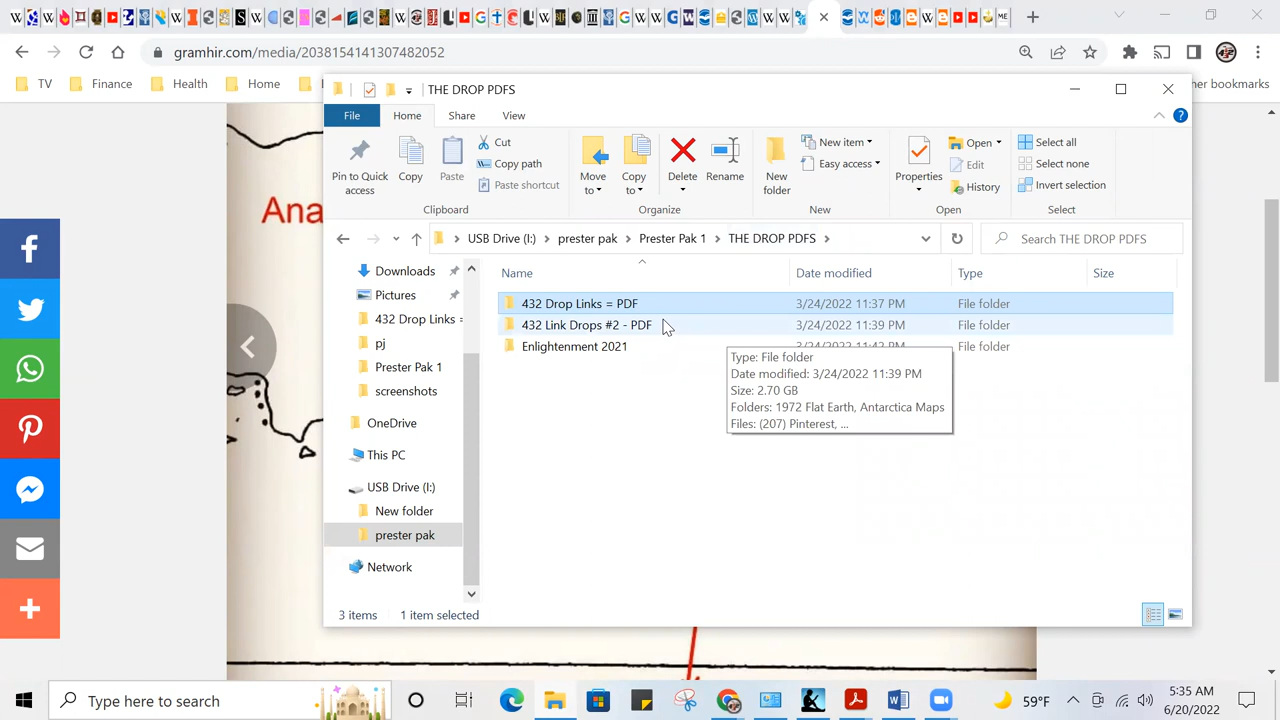 gramhir.com/media/2038154141307482052
TV
Finance
Health
Home
her bookmarks
THE DROP PDFS
File
Home
Share
View
Pin to Quick access
Copy
Paste
Cut
Copy path
Paste shortcut
Move to
Copy to
Delete
Rename
New folder
New item
Easy access
Properties
Open
Edit
History
Select all
Select none
Invert selection
Clipboard
Organize
New
Open
Select
USB Drive (I:) > prester pak > Prester Pak 1 > THE DROP PDFS >
Search THE DROP PDFS
Name
Date modified
Type
Size
432 Drop Links = PDF 3/24/2022 11:37 PM File folder
432 Link Drops #2 - PDF 3/24/2022 11:39 PM File folder
Enlightenment 2021 3/24/2022 11:42 PM File folder
Type: File folder
Date modified: 3/24/2022 11:39 PM
Size: 2.70 GB
Folders: 1972 Flat Earth, Antarctica Maps
Files: (207) Pinterest, ...
Downloads
Pictures
432 Drop Links =
pj
Prester Pak 1
screenshots
OneDrive
This PC
USB Drive (I:)
New folder
prester pak
Network
3 items 1 item selected
Ana
Type here to search
59°F
5:35 AM
6/20/2022